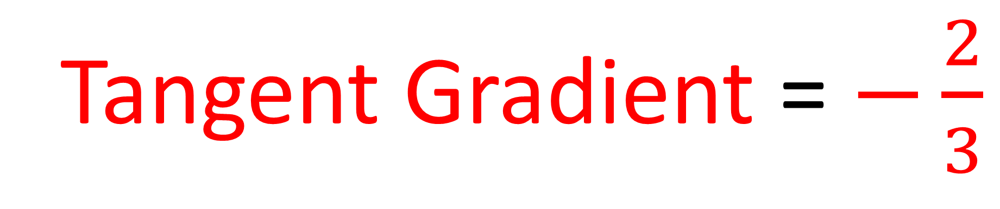 Tangent Gradient = − 2/3